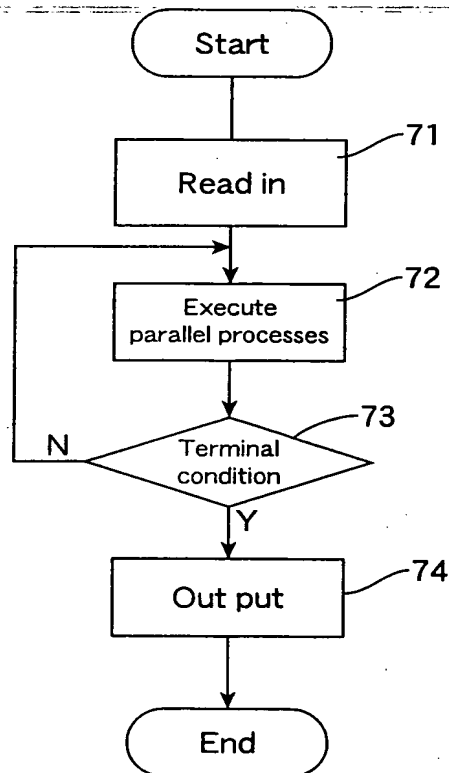 Start
71
Read in
72
Execute
parallel processes
73
Terminal
condition
N
Y
74
Out put
End